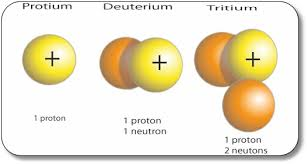 Protium Deuterium Tritium
+ + +
1 proton
1 proton
1 neutron
1 proton
2 neutons